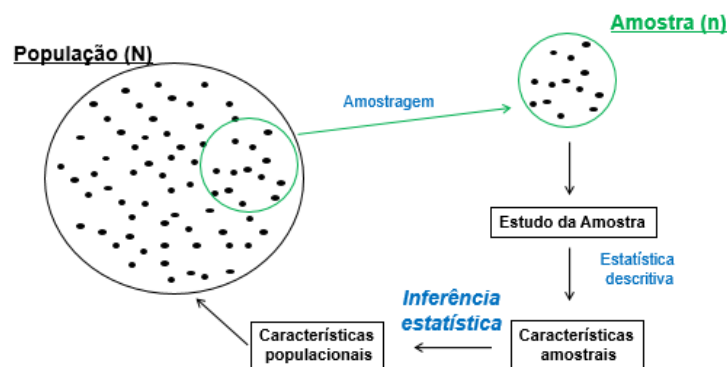 População (N)
Amostra (n)
Amostragem
Estudo da Amostra
Estatística
descritiva
Características
amostrais
Inferência
estatística
Características
populacionais